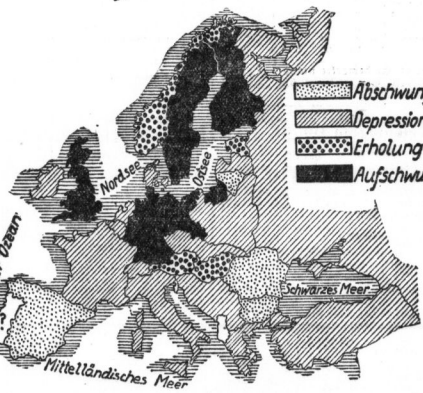 Abschwung
Depression
Erholung
Aufschwu
Nordsee
Ostsee
Ozean
Schwarzes Meer
Mittelländisches Meer